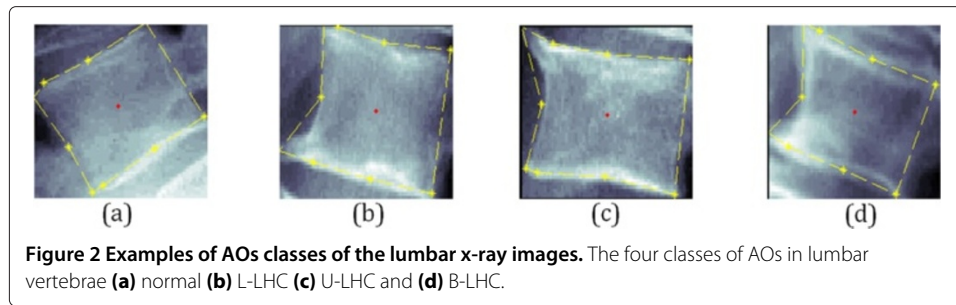 (a) (b) (c) (d)
Figure 2 Examples of AOs classes of the lumbar x-ray images. The four classes of AOs in lumbar
vertebrae (a) normal (b) L-LHC (c) U-LHC and (d) B-LHC.